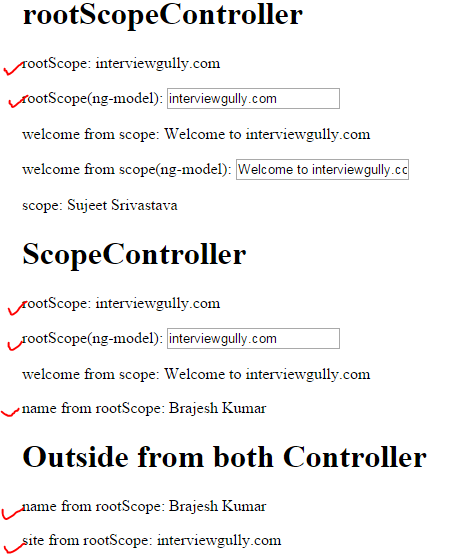 rootScopeController
rootScope: interviewgully.com
rootScope(ng-model): interviewgully.com
welcome from scope: Welcome to interviewgully.com
welcome from scope(ng-model): Welcome to interviewgully.cc
scope: Sujeet Srivastava
ScopeController
rootScope: interviewgully.com
rootScope(ng-model): interviewgully.com
welcome from scope: Welcome to interviewgully.com
name from rootScope: Brajesh Kumar
Outside from both Controller
name from rootScope: Brajesh Kumar
site from rootScope: interviewgully.com